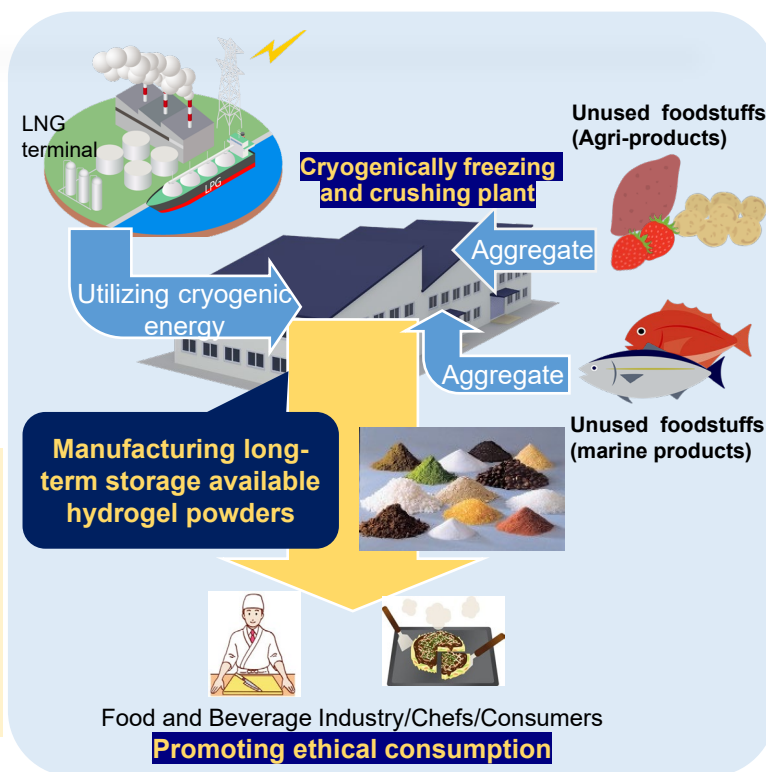 LNG
terminal
LPG
Cryogenically freezing
and crushing plant
Unused foodstuffs
(Agri-products)
Aggregate
Utilizing cryogenic
energy
Aggregate
Unused foodstuffs
(marine products)
Manufacturing long-
term storage available
hydrogel powders
Food and Beverage Industry/Chefs/Consumers
Promoting ethical consumption